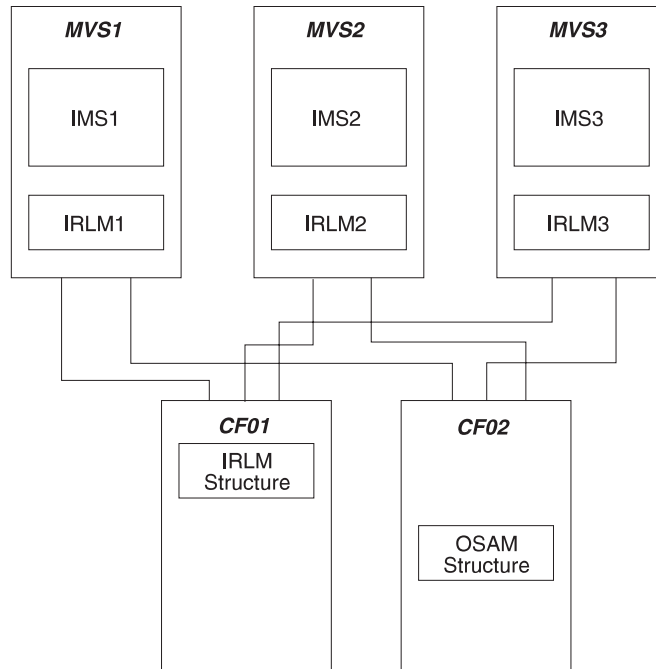 MVS1
MVS2
MVS3
IMS1
IMS2
IMS3
IRLM1
IRLM2
IRLM3
CF01
CF02
IRLM
Structure
OSAM
Structure